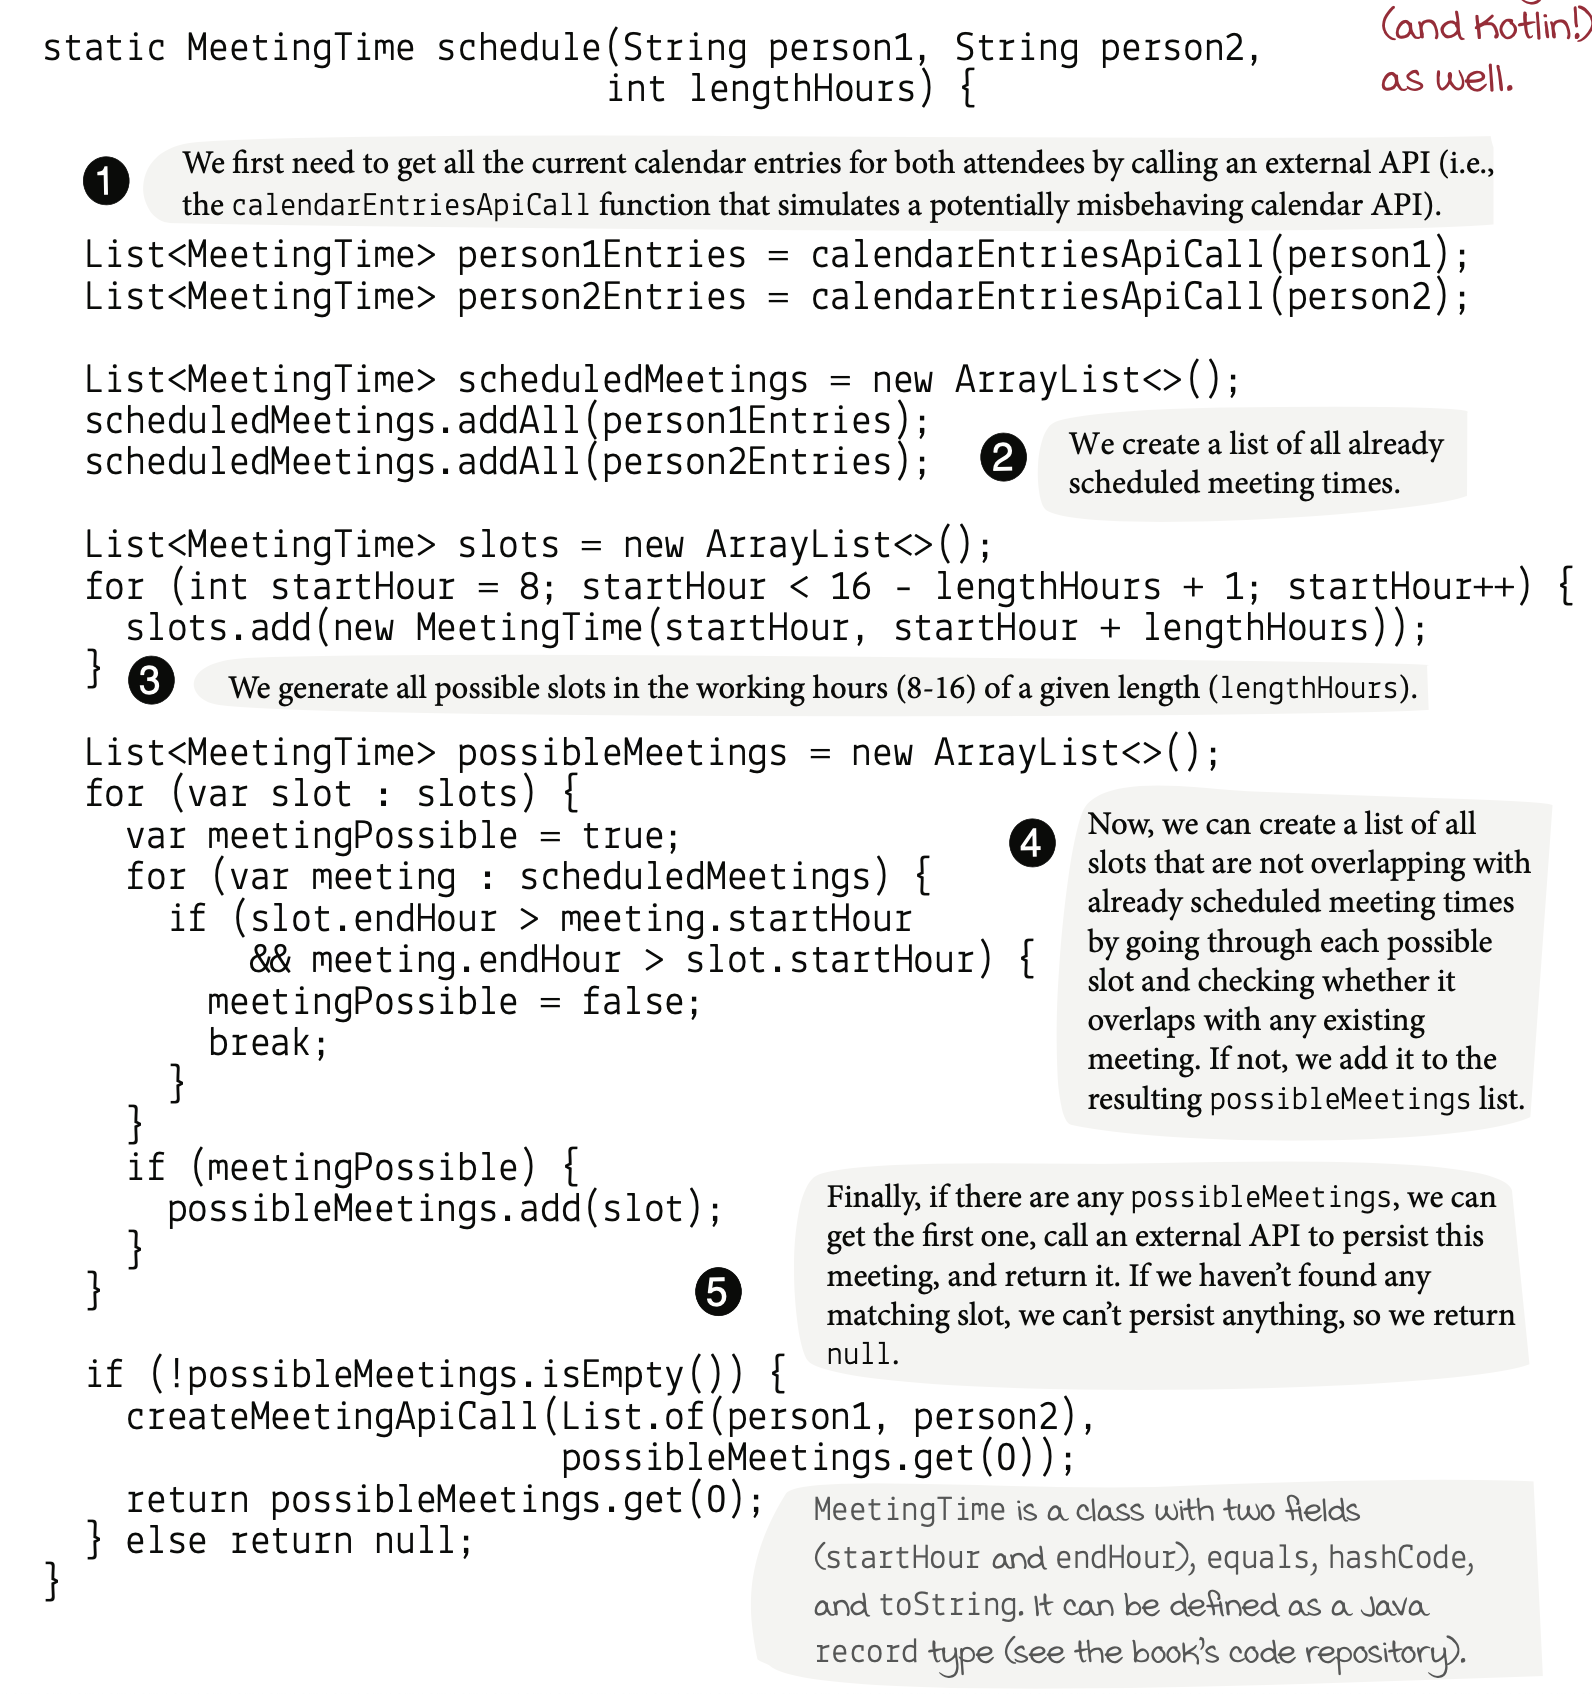 (and Kotlin!)
as well.
static MeetingTime schedule(String person1, String person2,
                           int lengthHours) {
1 We first need to get all the current calendar entries for both attendees by calling an external API (i.e.,
the calendarEntriesApiCall function that simulates a potentially misbehaving calendar API).
  List<MeetingTime> person1Entries = calendarEntriesApiCall(person1);
  List<MeetingTime> person2Entries = calendarEntriesApiCall(person2);
  List<MeetingTime> scheduledMeetings = new ArrayList<>();
  scheduledMeetings.addAll(person1Entries);
  scheduledMeetings.addAll(person2Entries);
2 We create a list of all already
scheduled meeting times.
  List<MeetingTime> slots = new ArrayList<>();
  for (int startHour = 8; startHour < 16 - lengthHours + 1; startHour++) {
    slots.add(new MeetingTime(startHour, startHour + lengthHours));
  }
3 We generate all possible slots in the working hours (8-16) of a given length (lengthHours).
  List<MeetingTime> possibleMeetings = new ArrayList<>();
  for (var slot : slots) {
    var meetingPossible = true;
    for (var meeting : scheduledMeetings) {
      if (slot.endHour > meeting.startHour
          && meeting.endHour > slot.startHour) {
        meetingPossible = false;
        break;
      }
    }
    if (meetingPossible) {
      possibleMeetings.add(slot);
    }
  }
4 Now, we can create a list of all
slots that are not overlapping with
already scheduled meeting times
by going through each possible
slot and checking whether it
overlaps with any existing
meeting. If not, we add it to the
resulting possibleMeetings list.
5 Finally, if there are any possibleMeetings, we can
get the first one, call an external API to persist this
meeting, and return it. If we haven't found any
matching slot, we can't persist anything, so we return
null.
  if (!possibleMeetings.isEmpty()) {
    createMeetingApiCall(List.of(person1, person2),
                         possibleMeetings.get(0));
    return possibleMeetings.get(0);
  } else return null;
}
MeetingTime is a class with two fields
(startHour and endHour), equals, hashCode,
and toString. It can be defined as a Java
record type (see the book's code repository).